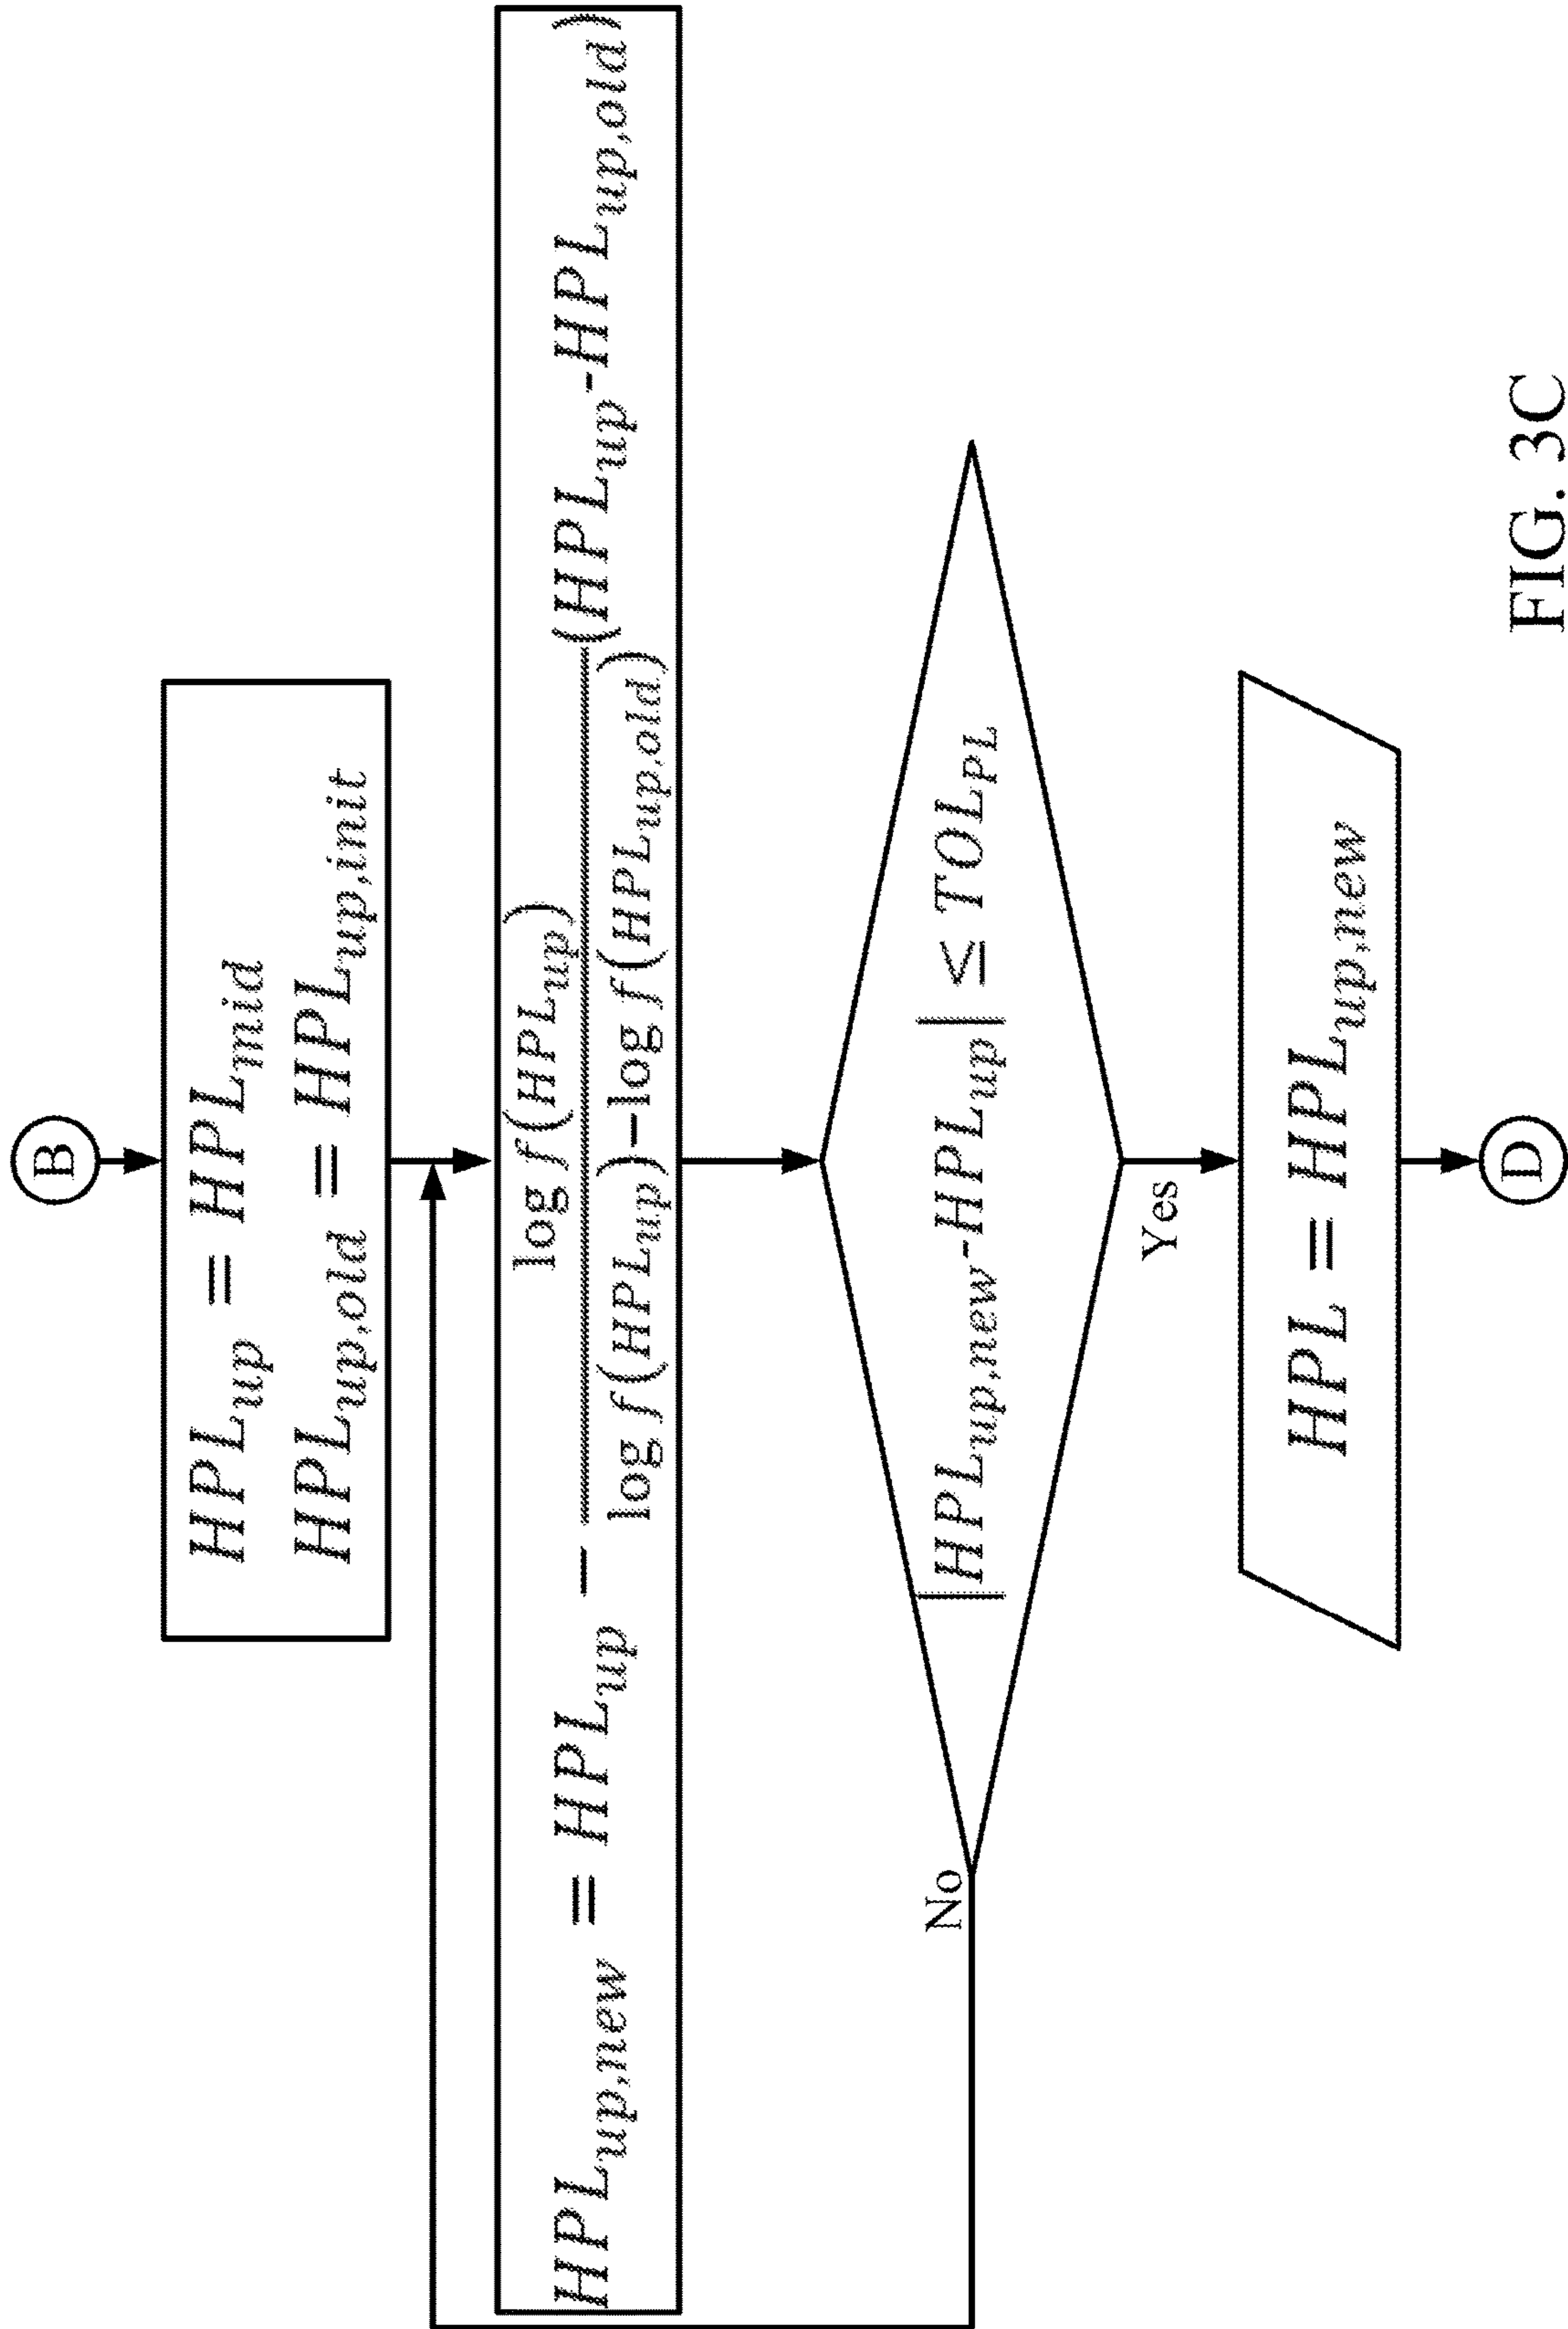 B
HPL_up = HPL_mid
HPL_up,old = HPL_up,init
HPL_up,new = HPL_up − log f(HPL_up) / log f(HPL_up)−log f(HPL_up,old) (HPL_up-HPL_up,old)
|HPL_up,new-HPL_up| ≤ TOL_PL
No
Yes
HPL = HPL_up,new
D
FIG. 3C